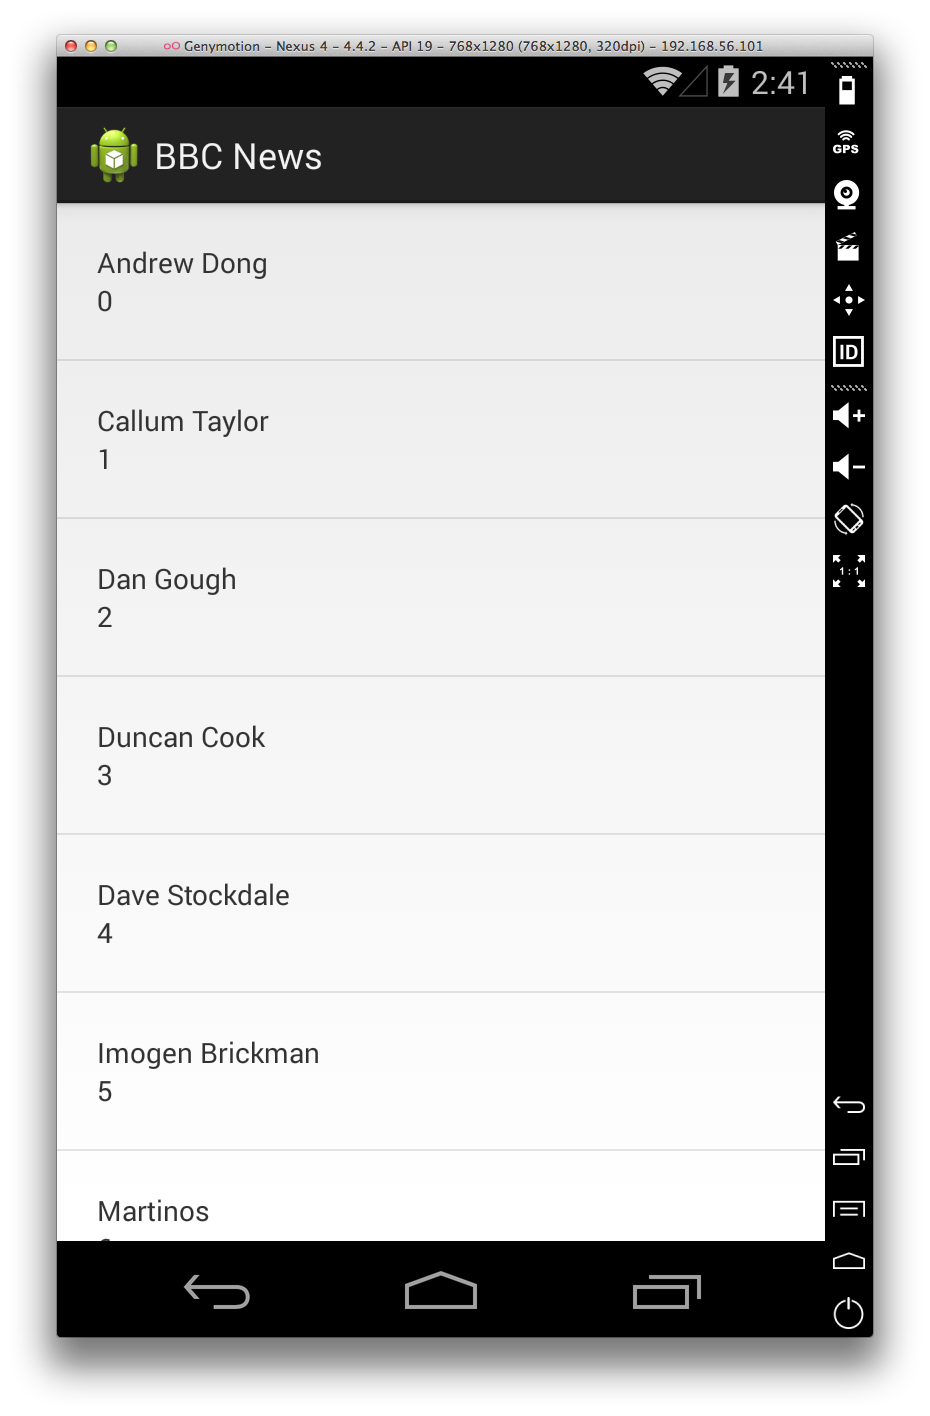 Genymotion – Nexus 4 – 4.4.2 – API 19 – 768x1280 (768x1280, 320dpi) – 192.168.56.101
2:41
GPS
BBC News
Andrew Dong
0
Callum Taylor
1
ID
Dan Gough
2
1:1
Duncan Cook
3
Dave Stockdale
4
Imogen Brickman
5
Martinos